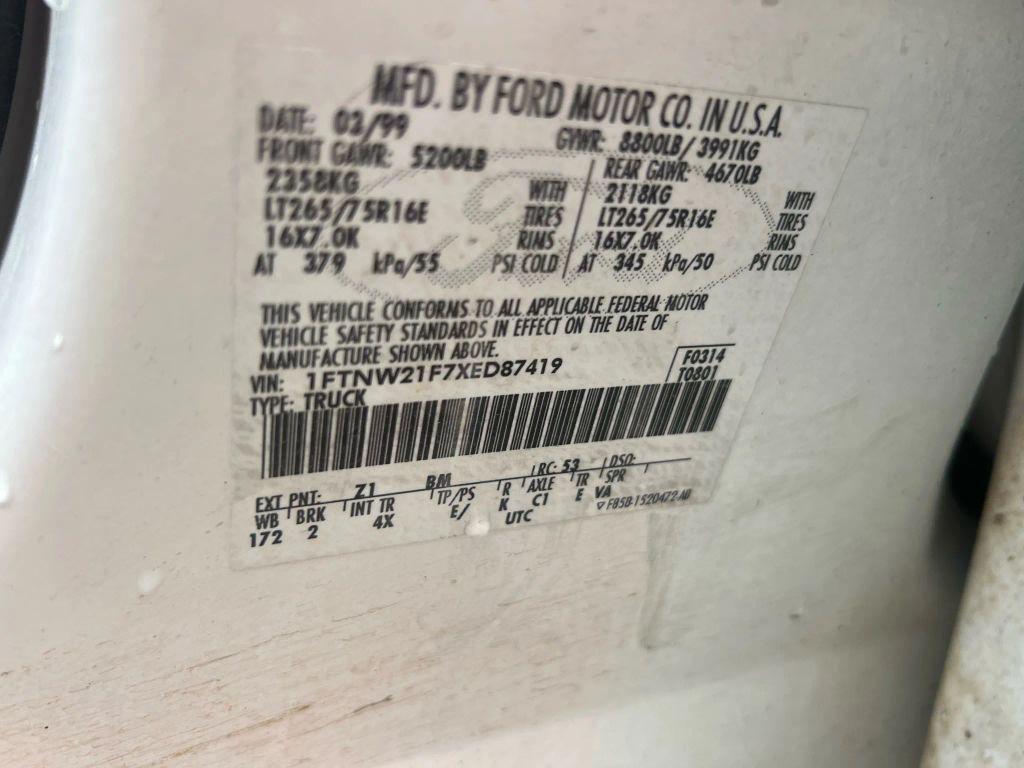 MFD. BY FORD MOTOR CO. IN U.S.A.
DATE: 03/99 GVWR: 8800LB / 3991KG
FRONT GAWR: 5200LB REAR GAWR: 4670LB
2358KG WITH 2118KG WITH
LT265/75R16E TIRES LT265/75R16E TIRES
16X7.0K RIMS 16X7.0K RIMS
AT 379 kPa/55 PSI COLD AT 345 kPa/50 PSI COLD
THIS VEHICLE CONFORMS TO ALL APPLICABLE FEDERAL MOTOR
VEHICLE SAFETY STANDARDS IN EFFECT ON THE DATE OF
MANUFACTURE SHOWN ABOVE.
VIN: 1FTNW21F7XED87419 F0314
TYPE: TRUCK T0801
EXT PNT: Z1 BM RC: 53 DSO:
WB BRK INT TR TP/PS R AXLE TR SPR
172 2 4X E/ K C1 E VA
UTC ▽ F85B-1520472-AD